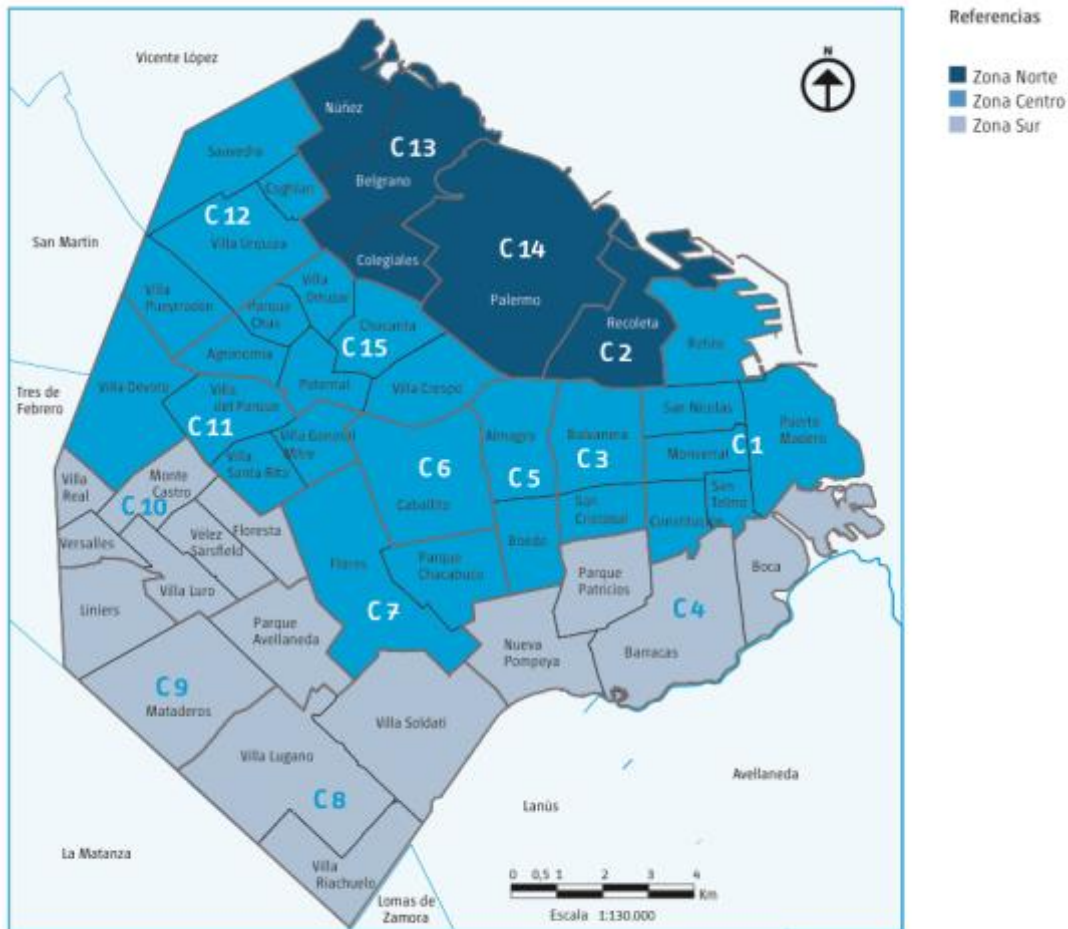 Referencias
Zona Norte
Zona Centro
Zona Sur
Vicente López
N
Núñez
C 13
Saavedra
Belgrano
Coghlan
C 12
Villa Urquiza
San Martín
C 14
Colegiales
Villa
Ortuzar
Villa
Pueyrredón
Parque
Chas
Palermo
Recoleta
Chacarita
C 15
C 2
Retiro
Agronomía
Paternal
Villa Crespo
Tres de
Febrero
Villa Devoto
Villa
del Parque
San Nicolás
Puerto
Madero
C 11
Villa General
Mitre
Almagro
Balvanera
C 1
Monserrat
Villa
Santa Rita
C 6
C 5
C 3
Villa
Real
Monte
Castro
San
Telmo
C 10
Caballito
San
Cristobal
Constitución
Versalles
Velez
Sarsfield
Floresta
Boedo
Flores
Parque
Chacabuco
Parque
Patricios
Boca
Villa Luro
Liniers
C 7
C 4
Parque
Avellaneda
Nueva
Pompeya
Barracas
C 9
Mataderos
Villa Soldati
Villa Lugano
Avellaneda
C 8
Lanús
La Matanza
Villa
Riachuelo
0 0,5 1 2 3 4
Km
Lomas de
Zamora
Escala 1:130.000